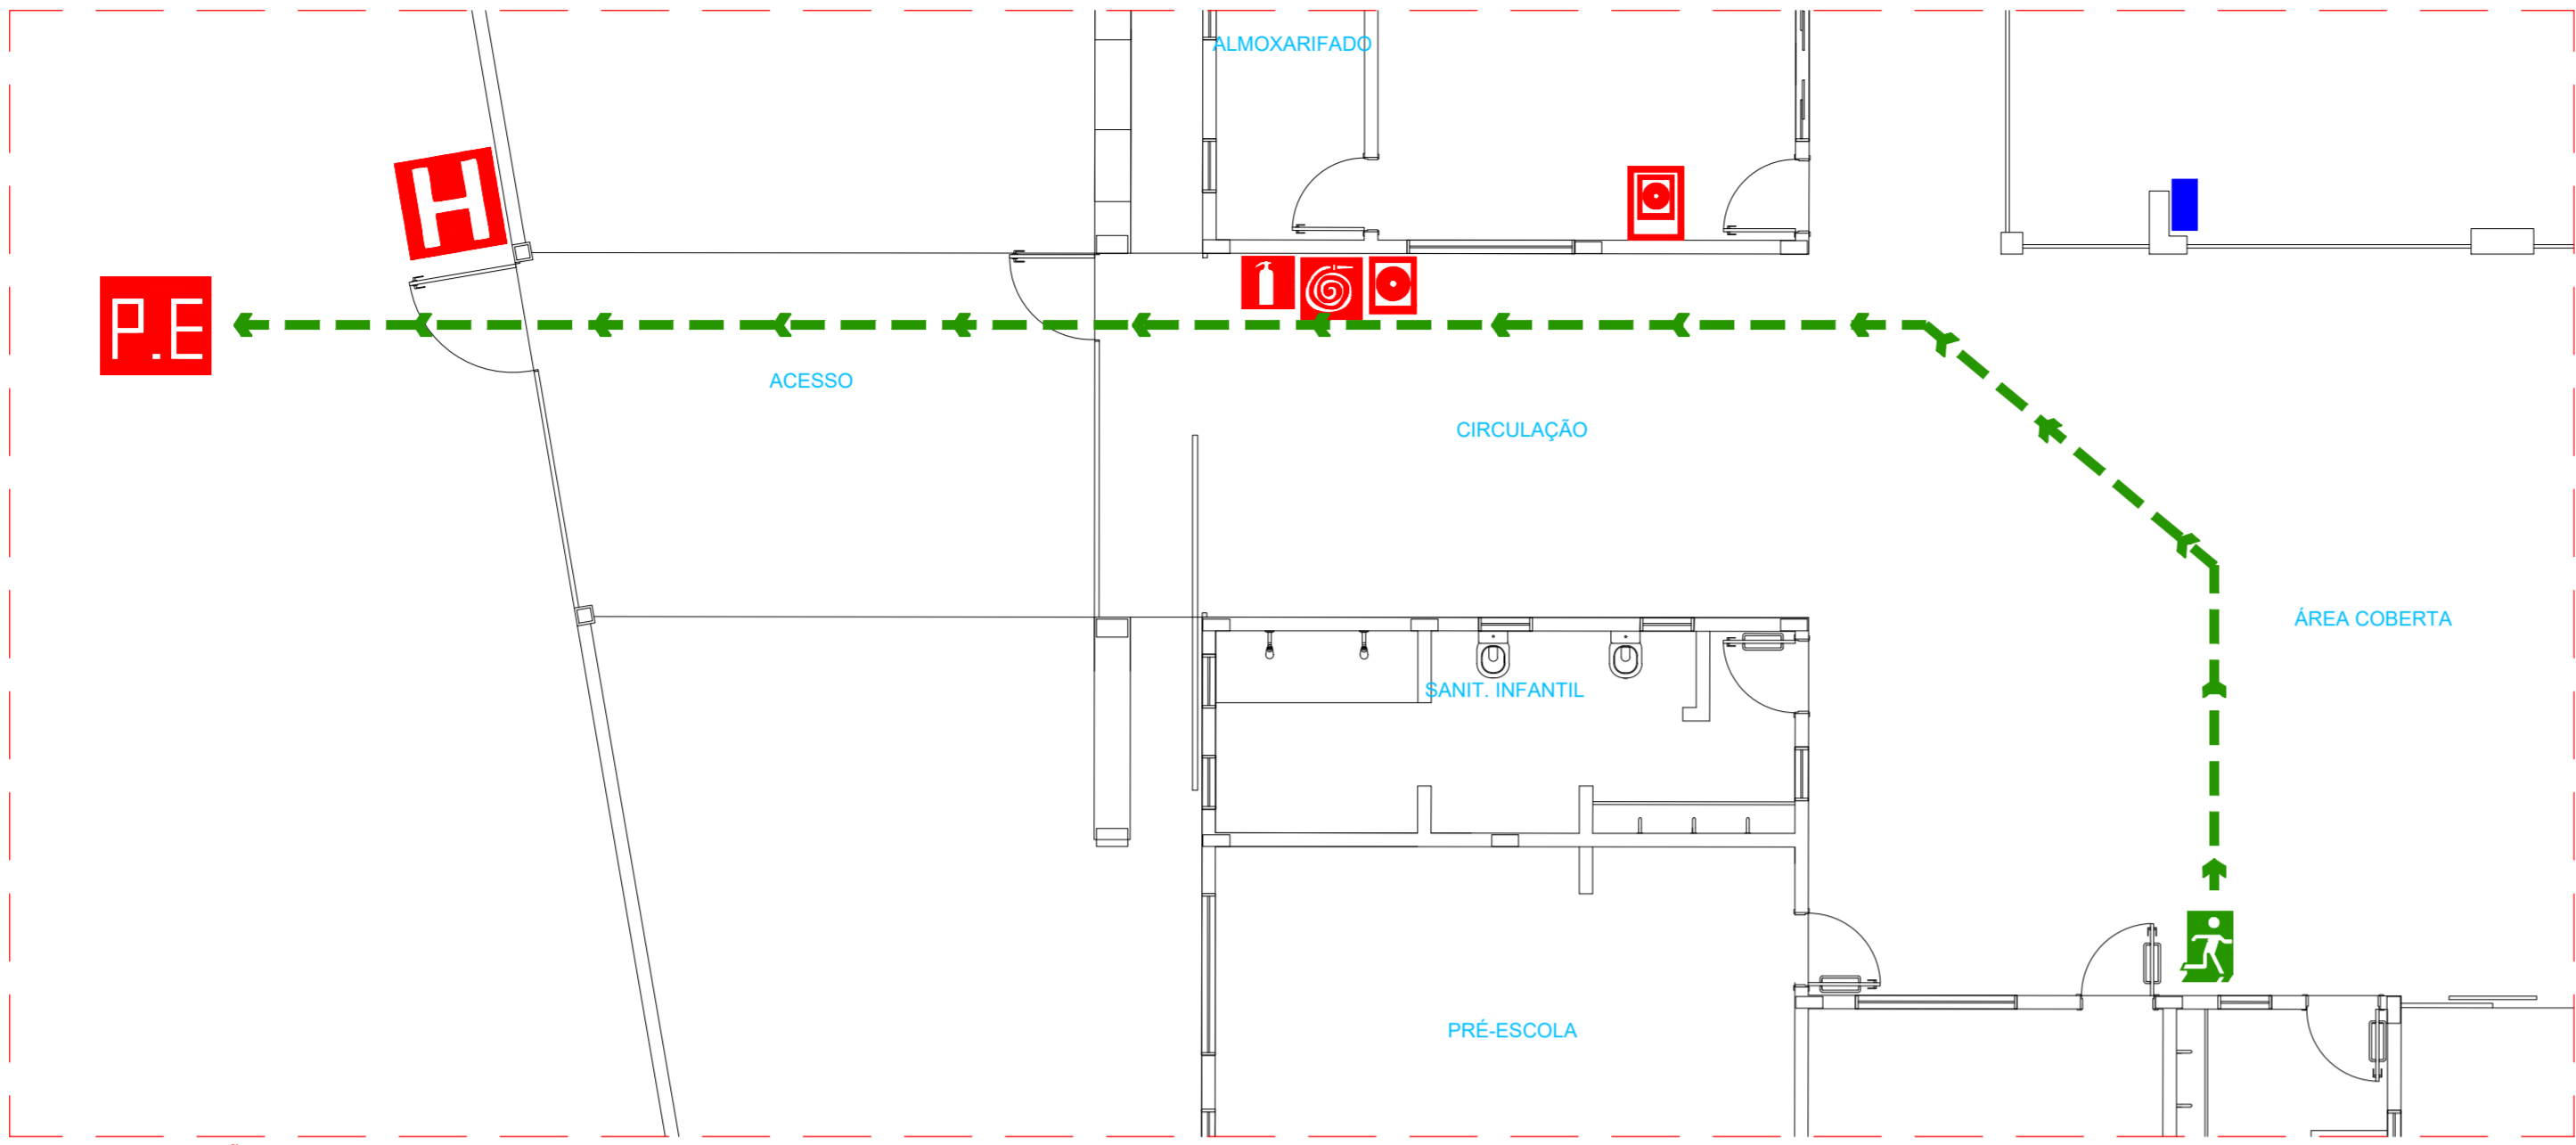 ALMOXARIFADO
H
P.E
ACESSO
CIRCULAÇÃO
ÁREA COBERTA
SANIT. INFANTIL
PRÉ-ESCOLA